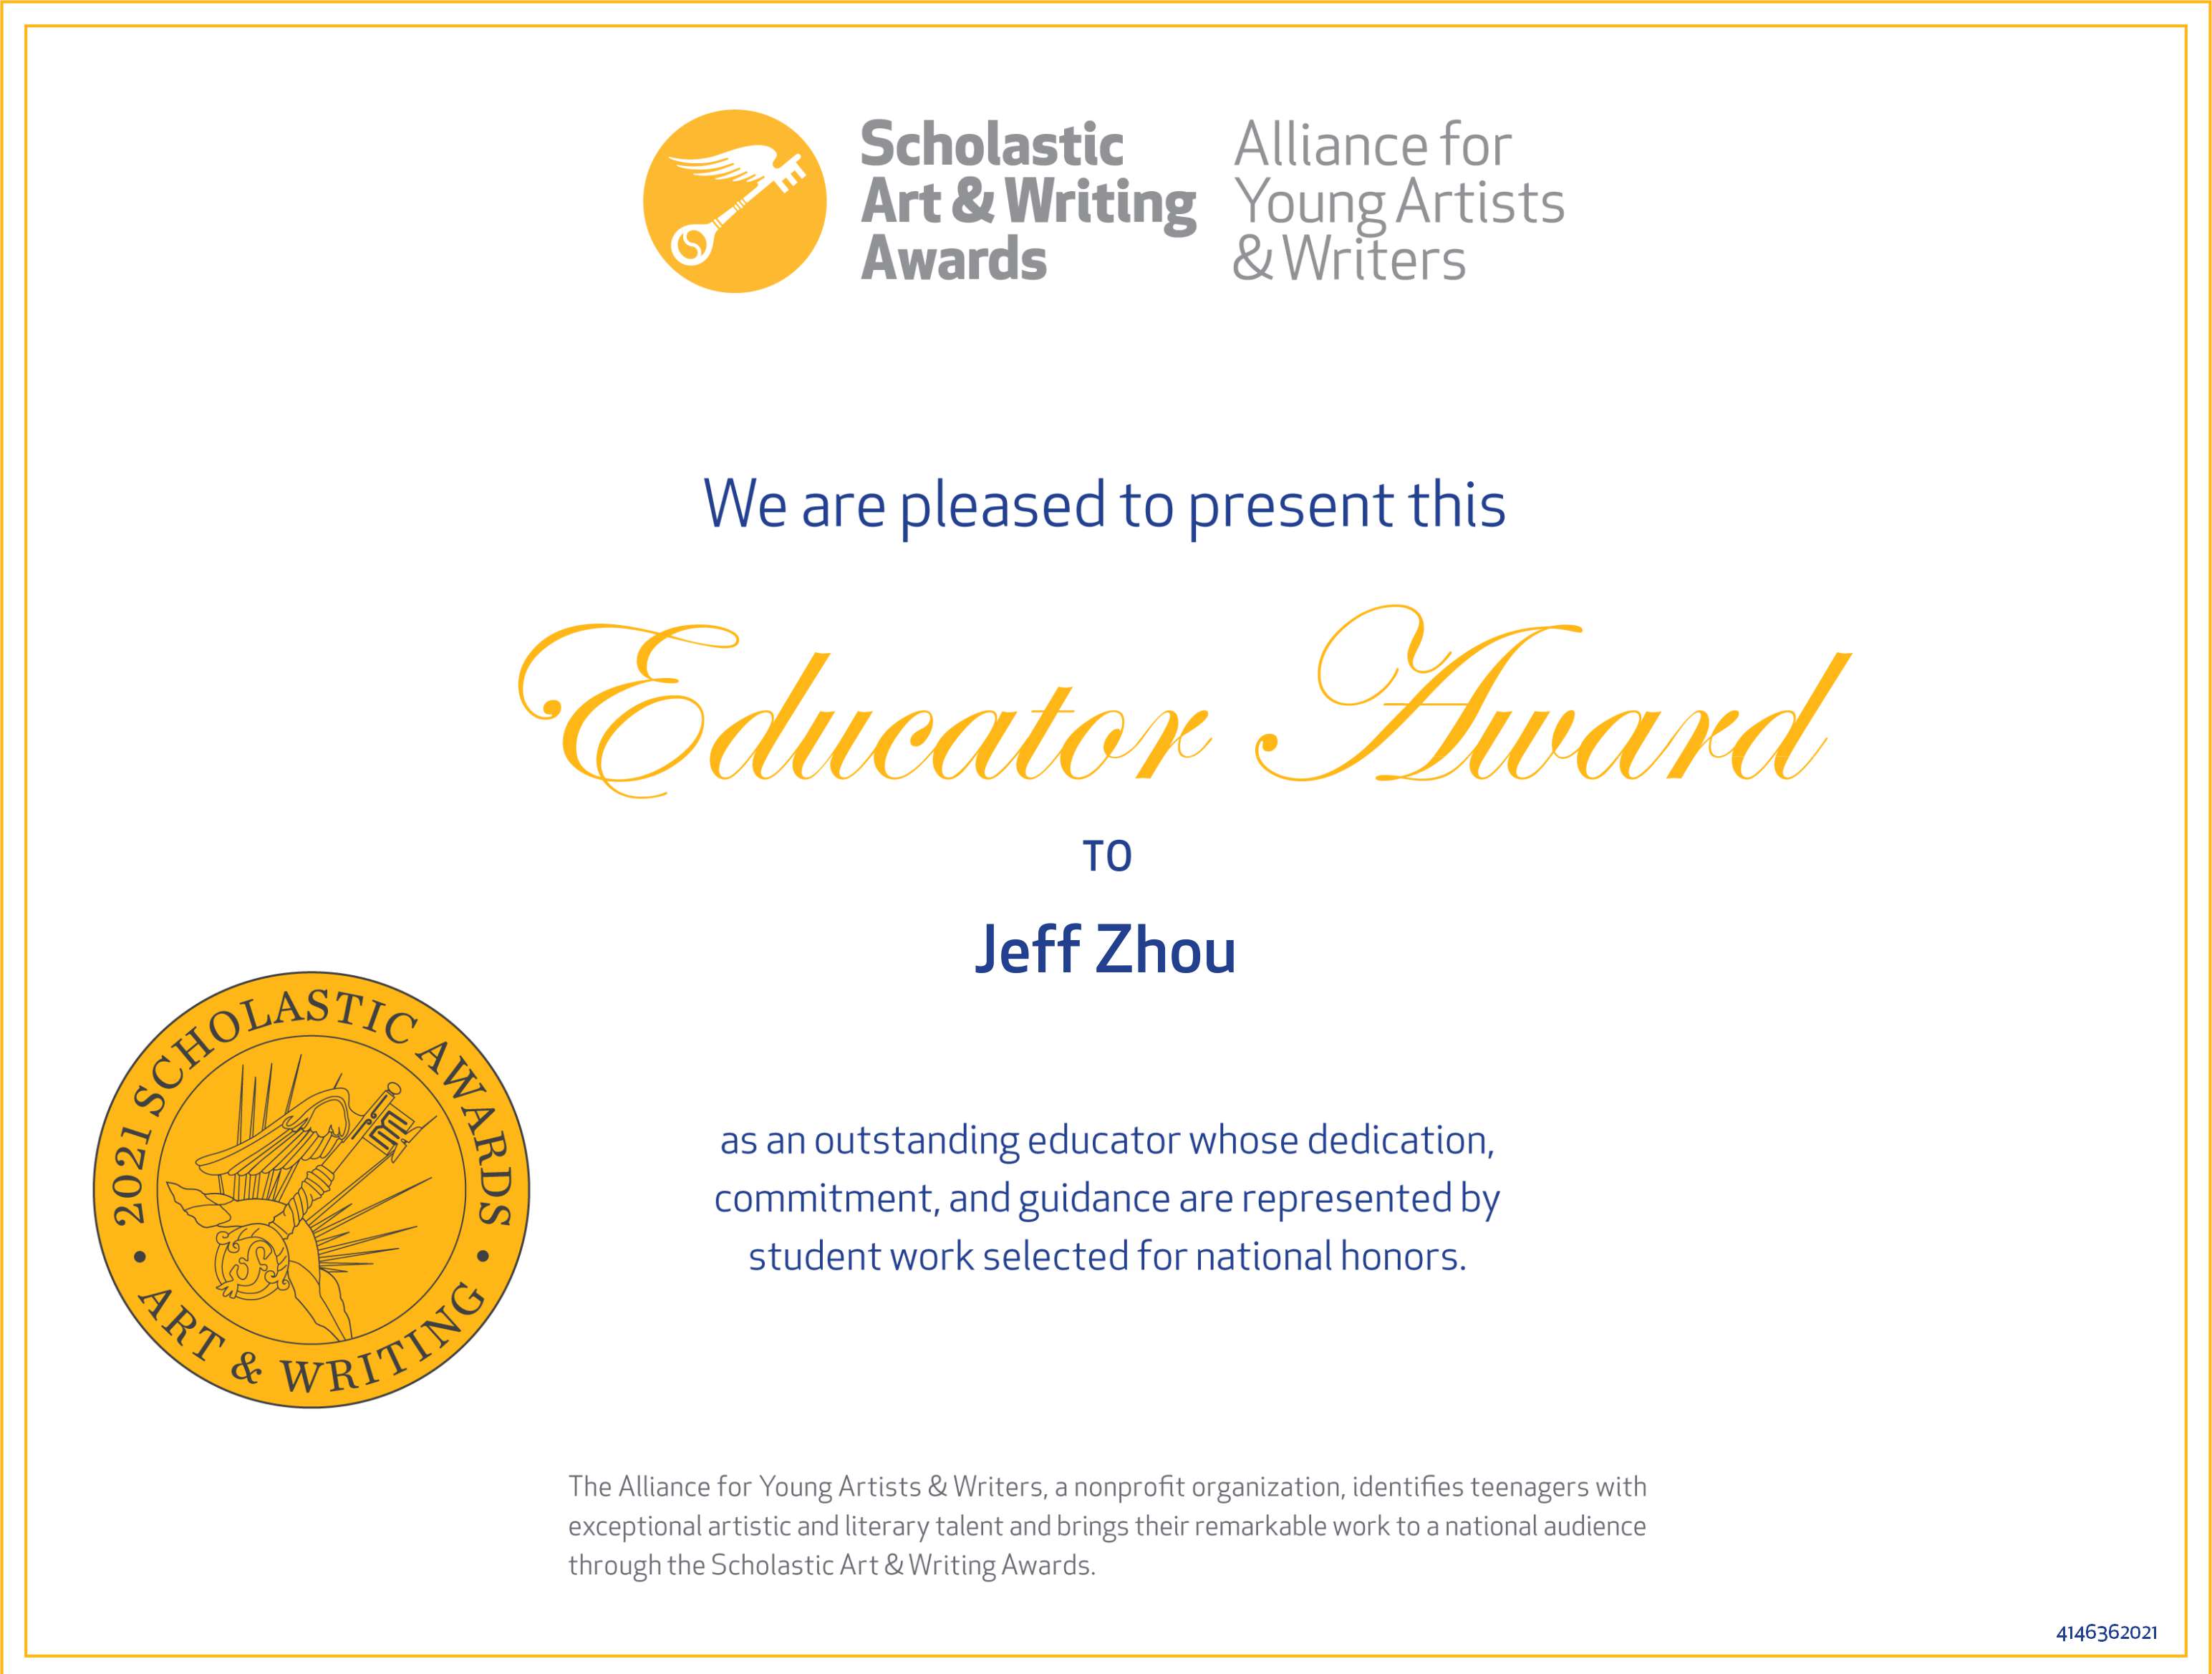 Scholastic
Art & Writing
Awards
Alliance for
Young Artists
& Writers
We are pleased to present this
Educator Award
TO
Jeff Zhou
2021 SCHOLASTIC AWARDS
• ART & WRITING •
as an outstanding educator whose dedication,
commitment, and guidance are represented by
student work selected for national honors.
The Alliance for Young Artists & Writers, a nonprofit organization, identifies teenagers with
exceptional artistic and literary talent and brings their remarkable work to a national audience
through the Scholastic Art & Writing Awards.
4146362021